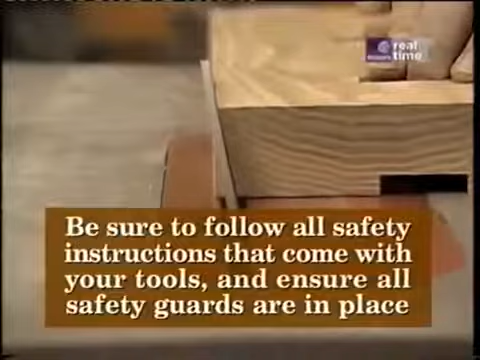 real
time
Be sure to follow all safety
instructions that come with
your tools, and ensure all
safety guards are in place